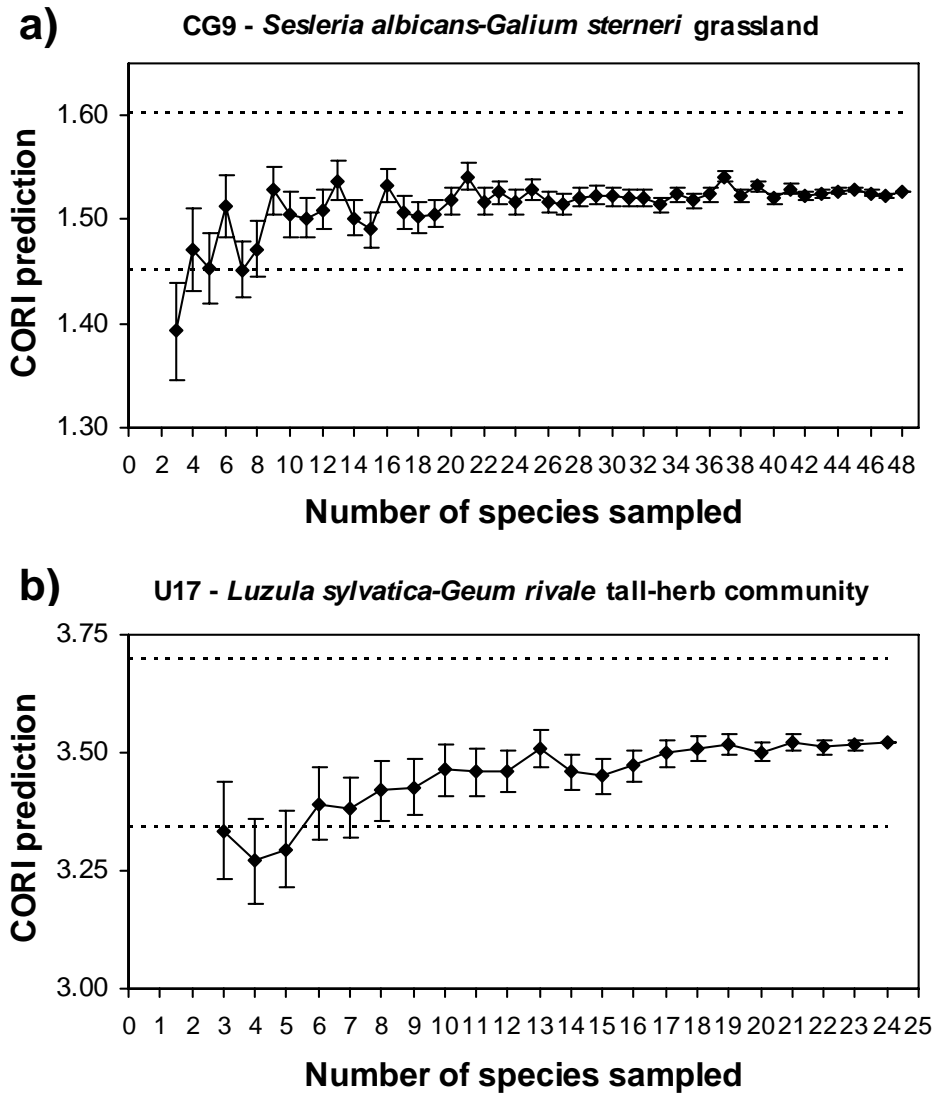 a) CG9 - Sesleria albicans-Galium sterneri grassland
CORI prediction
1.60
1.50
1.40
1.30
0 2 4 6 8 10 12 14 16 18 20 22 24 26 28 30 32 34 36 38 40 42 44 46 48
Number of species sampled
b) U17 - Luzula sylvatica-Geum rivale tall-herb community
CORI prediction
3.75
3.50
3.25
3.00
0 1 2 3 4 5 6 7 8 9 10 11 12 13 14 15 16 17 18 19 20 21 22 23 24 25
Number of species sampled